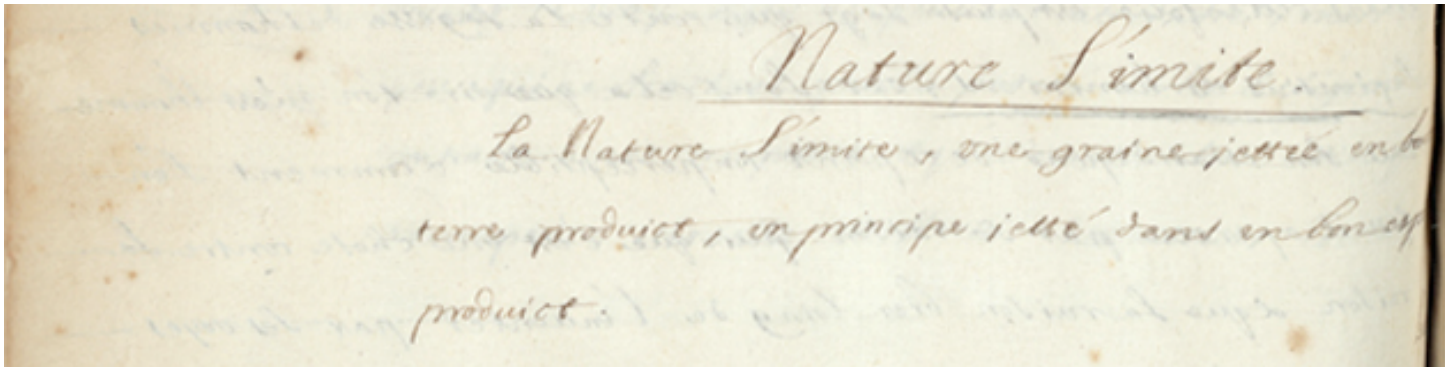 Nature S'imite
La Nature S'imite, une graine jettée en bo
terre produict, un principe jetté dans un bon esp
produict.